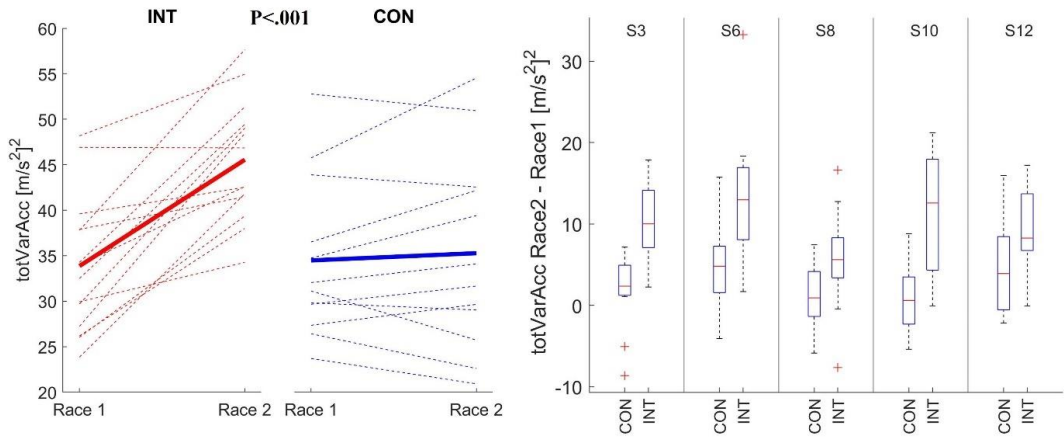 INT P<.001 CON
totVarAcc [m/s²]²
60
55
50
45
40
35
30
25
20
Race 1 Race 2 Race 1 Race 2
totVarAcc Race2 - Race1 [m/s²]²
S3 S6 S8 S10 S12
30
20
10
0
-10
CON INT CON INT CON INT CON INT CON INT